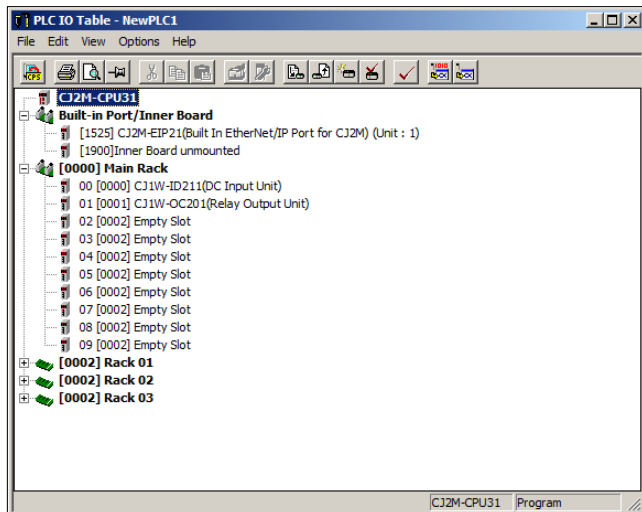 PLC IO Table - NewPLC1
File Edit View Options Help
NCPS
CJ2M-CPU31
Built-in Port/Inner Board
[1525] CJ2M-EIP21(Built In EtherNet/IP Port for CJ2M) (Unit : 1)
[1900]Inner Board unmounted
[0000] Main Rack
00 [0000] CJ1W-ID211(DC Input Unit)
01 [0001] CJ1W-OC201(Relay Output Unit)
02 [0002] Empty Slot
03 [0002] Empty Slot
04 [0002] Empty Slot
05 [0002] Empty Slot
06 [0002] Empty Slot
07 [0002] Empty Slot
08 [0002] Empty Slot
09 [0002] Empty Slot
[0002] Rack 01
[0002] Rack 02
[0002] Rack 03
CJ2M-CPU31 Program